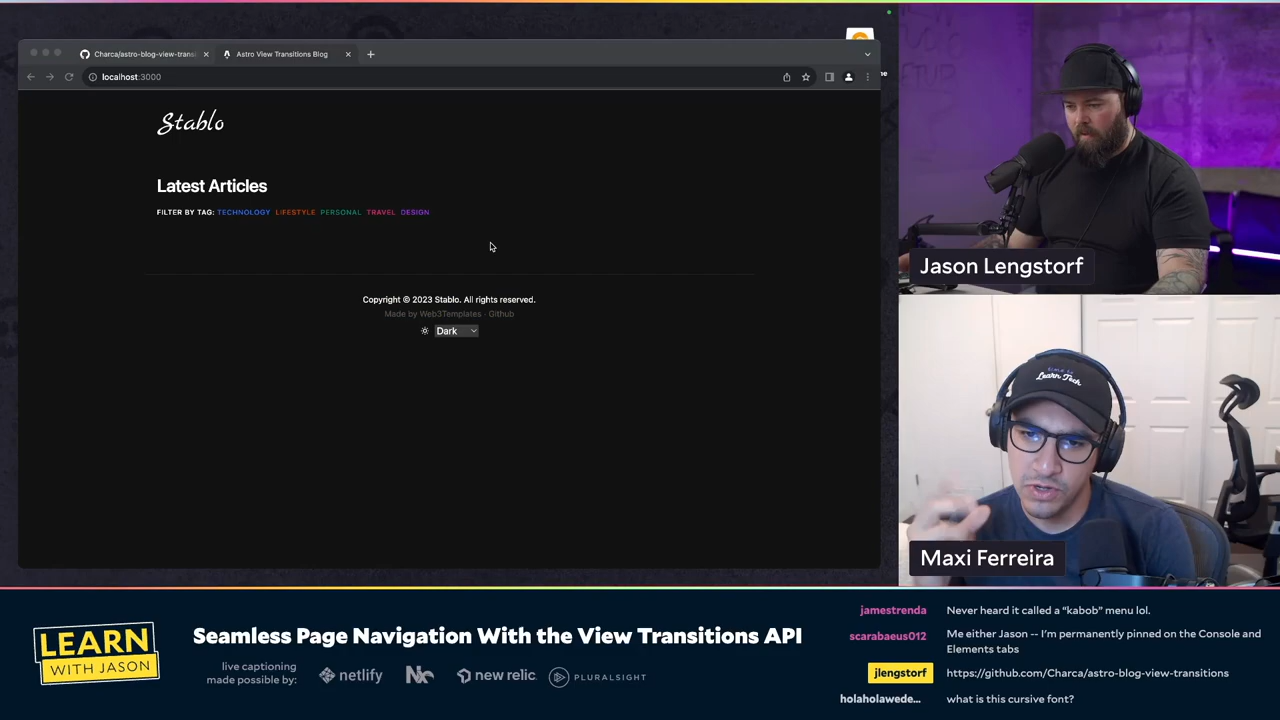 Charca/astro-blog-view-transi
Astro View Transitions Blog
localhost:3000
Stablo
Latest Articles
FILTER BY TAG: TECHNOLOGY LIFESTYLE PERSONAL TRAVEL DESIGN
Copyright © 2023 Stablo. All rights reserved.
Made by Web3Templates · Github
Dark
Jason Lengstorf
Learn Tech
Maxi Ferreira
LEARN
WITH JASON
Seamless Page Navigation With the View Transitions API
live captioning
made possible by:
netlify
Nx
new relic.
PLURALSIGHT
jamestrenda Never heard it called a “kabob” menu lol.
scarabaeus012 Me either Jason -- I’m permanently pinned on the Console and
Elements tabs
jlengstorf https://github.com/Charca/astro-blog-view-transitions
holaholawede... what is this cursive font?